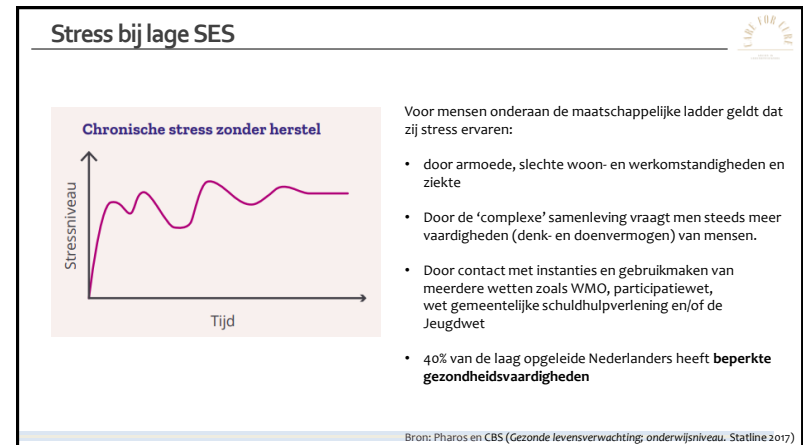 Stress bij lage SES
CARE FOR CURE
Chronische stress zonder herstel
Stressniveau
Tijd
Voor mensen onderaan de maatschappelijke ladder geldt dat
zij stress ervaren:
• door armoede, slechte woon- en werkomstandigheden en
ziekte
• Door de ‘complexe’ samenleving vraagt men steeds meer
vaardigheden (denk- en doenvermogen) van mensen.
• Door contact met instanties en gebruikmaken van
meerdere wetten zoals WMO, participatiewet,
wet gemeentelijke schuldhulpverlening en/of de
Jeugdwet
• 40% van de laag opgeleide Nederlanders heeft beperkte
gezondheidsvaardigheden
Bron: Pharos en CBS (Gezonde levensverwachting; onderwijsniveau. Statline 2017)